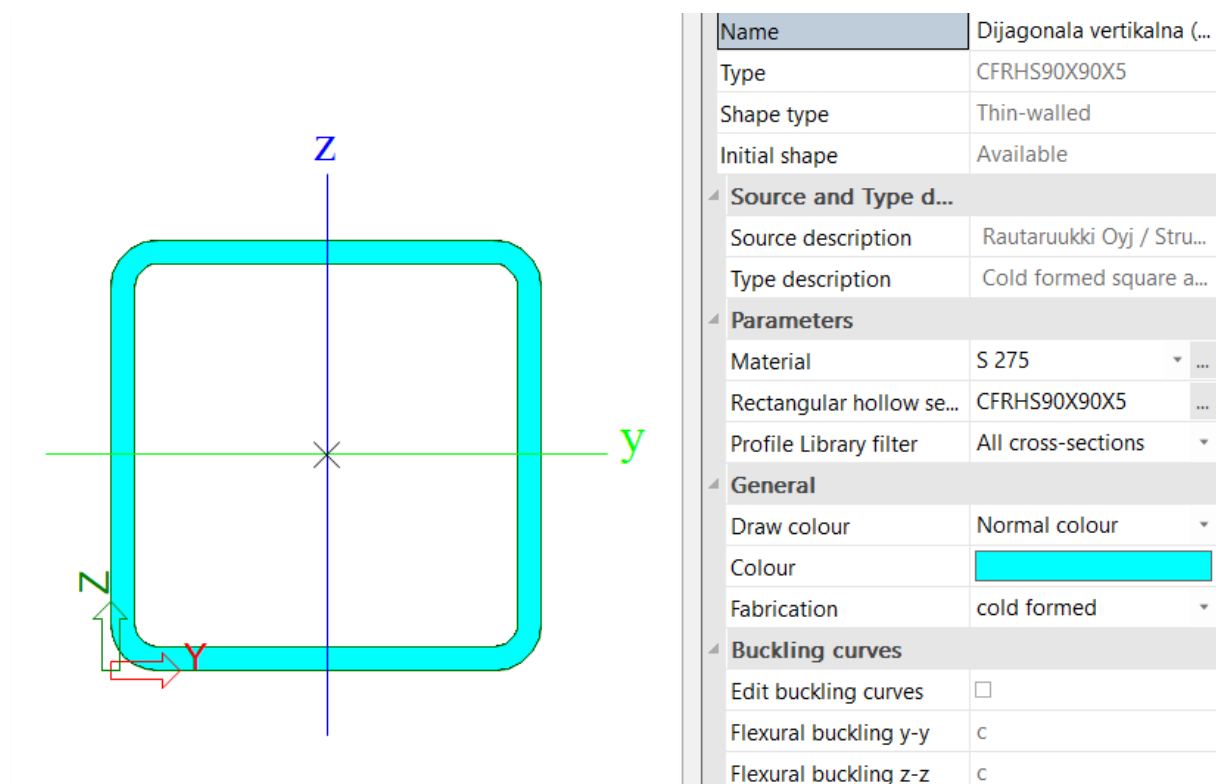 z
y
Z
Y
Name Dijagonala vertikalna (...
Type CFRHS90X90X5
Shape type Thin-walled
Initial shape Available
Source and Type d...
Source description Rautaruukki Oyj / Stru...
Type description Cold formed square a...
Parameters
Material S 275 ...
Rectangular hollow se... CFRHS90X90X5 ...
Profile Library filter All cross-sections
General
Draw colour Normal colour
Colour
Fabrication cold formed
Buckling curves
Edit buckling curves
Flexural buckling y-y c
Flexural buckling z-z c